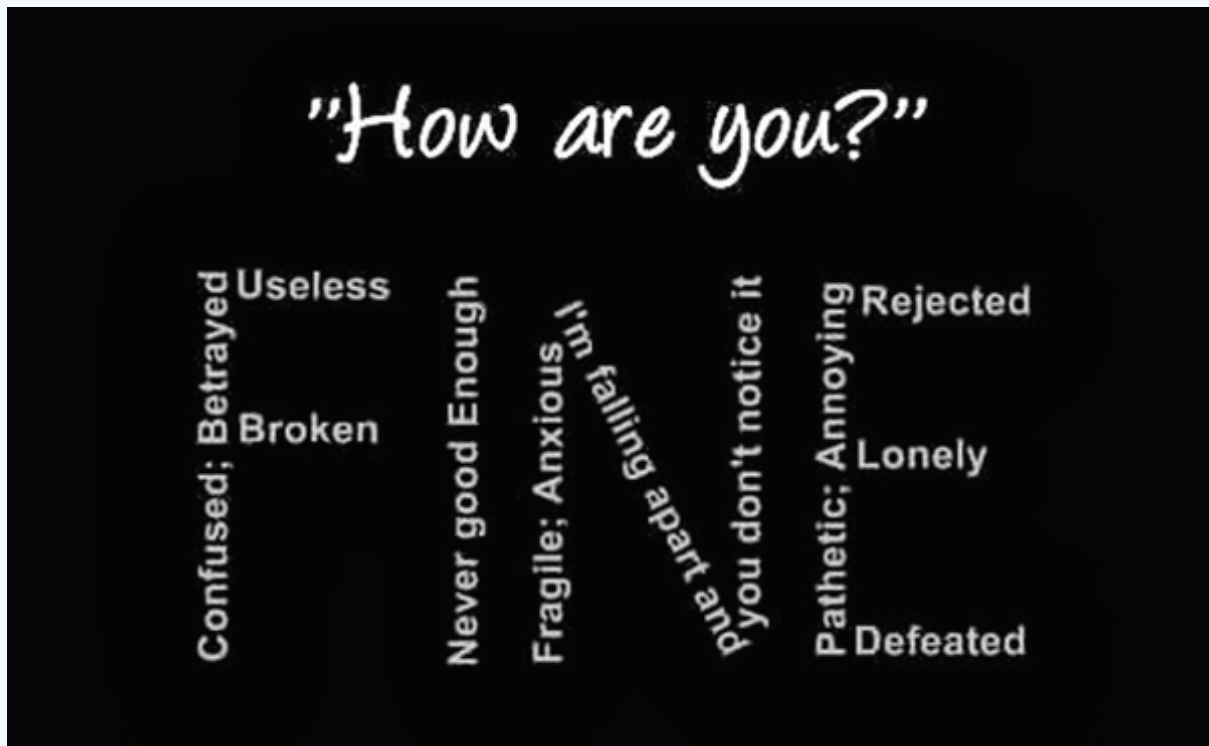 "How are you?"
Confused; Betrayed
Useless
Broken
Never good Enough
Fragile; Anxious
I'm falling apart and
you don't notice it
Pathetic; Annoying
Rejected
Lonely
Defeated